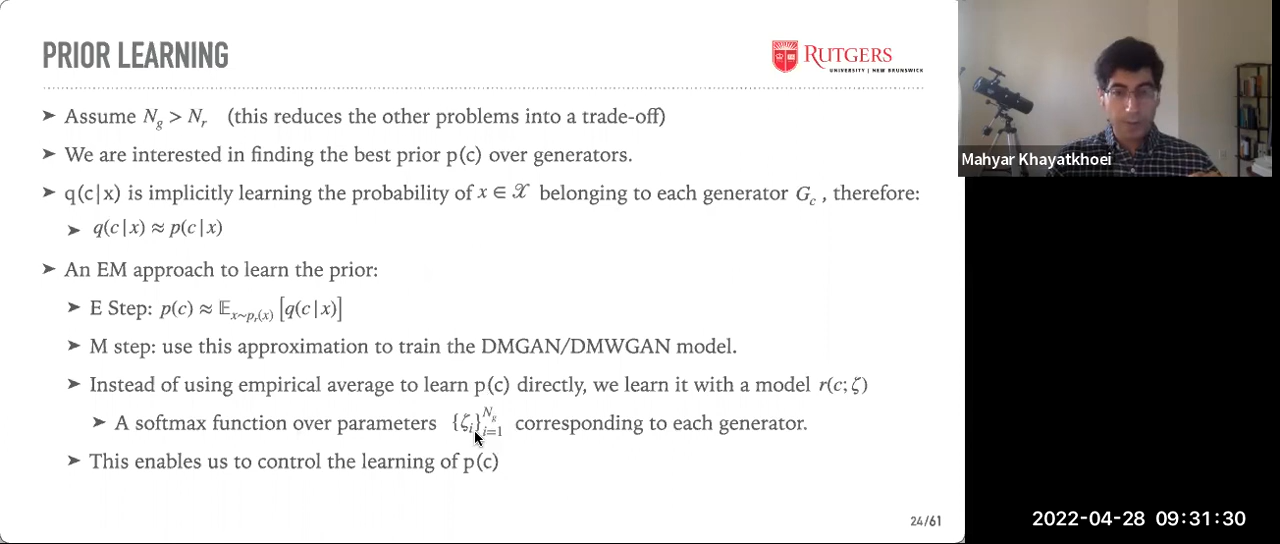 PRIOR LEARNING
RUTGERS
UNIVERSITY | NEW BRUNSWICK
➤ Assume N_g > N_r (this reduces the other problems into a trade-off)
➤ We are interested in finding the best prior p(c) over generators.
➤ q(c|x) is implicitly learning the probability of x ∈ 𝒳 belonging to each generator G_c , therefore:
➤ q(c|x) ≈ p(c|x)
➤ An EM approach to learn the prior:
➤ E Step: p(c) ≈ 𝔼_{x∼p_r(x)} [q(c|x)]
➤ M step: use this approximation to train the DMGAN/DMWGAN model.
➤ Instead of using empirical average to learn p(c) directly, we learn it with a model r(c; ζ)
➤ A softmax function over parameters {ζ_i}_{i=1}^{N_g} corresponding to each generator.
➤ This enables us to control the learning of p(c)
24/61
Mahyar Khayatkhoei
2022-04-28 09:31:30